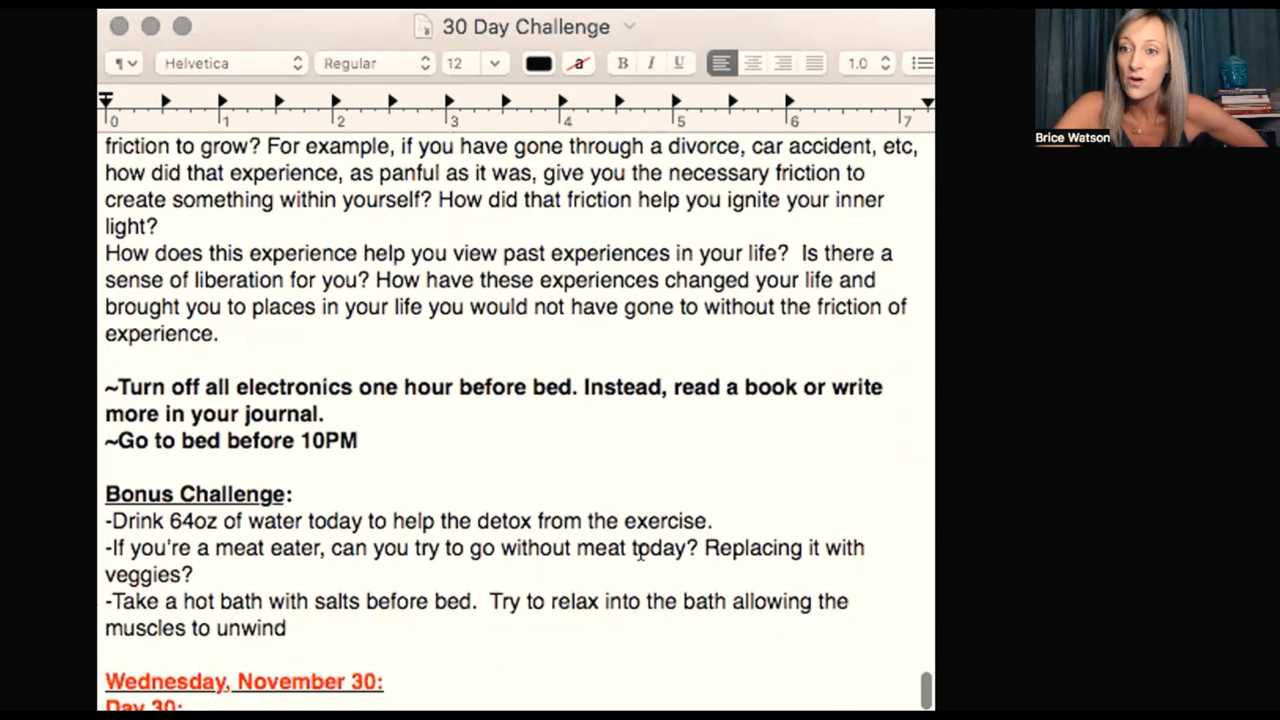 30 Day Challenge
Helvetica Regular 12 a B I U 1.0
0 1 2 3 4 5 6 7
friction to grow? For example, if you have gone through a divorce, car accident, etc,
how did that experience, as panful as it was, give you the necessary friction to
create something within yourself? How did that friction help you ignite your inner
light?
How does this experience help you view past experiences in your life?  Is there a
sense of liberation for you? How have these experiences changed your life and
brought you to places in your life you would not have gone to without the friction of
experience.
~Turn off all electronics one hour before bed. Instead, read a book or write
more in your journal.
~Go to bed before 10PM
Bonus Challenge:
-Drink 64oz of water today to help the detox from the exercise.
-If you're a meat eater, can you try to go without meat today? Replacing it with
veggies?
-Take a hot bath with salts before bed.  Try to relax into the bath allowing the
muscles to unwind
Wednesday, November 30:
Day 30:
Brice Watson